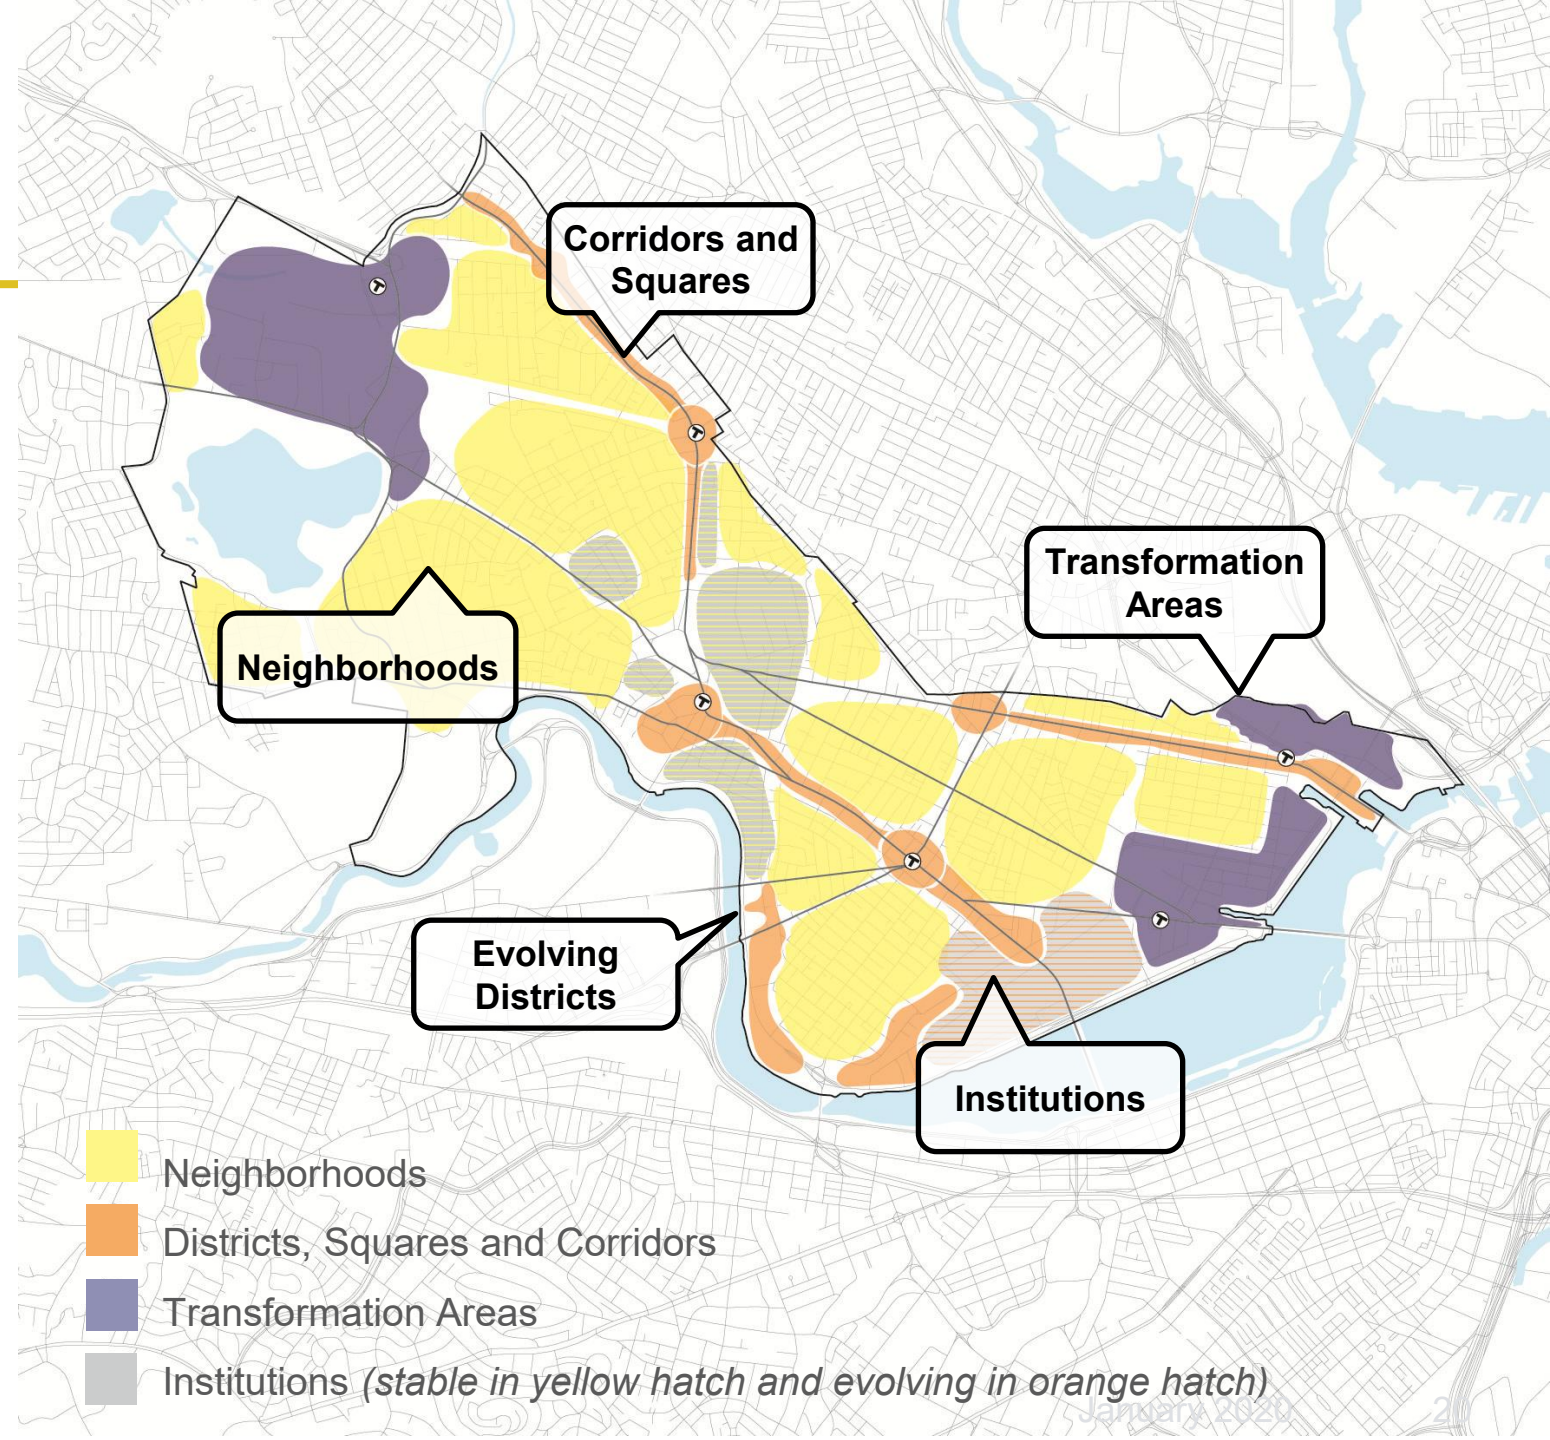 Corridors and
Squares
Transformation
Areas
Neighborhoods
Evolving
Districts
Institutions
Neighborhoods
Districts, Squares and Corridors
Transformation Areas
Institutions (stable in yellow hatch and evolving in orange hatch)
January 2020
T
T
T
T
T
T